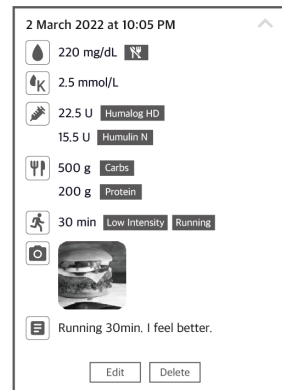 2 March 2022 at 10:05 PM
220 mg/dL
K 2.5 mmol/L
22.5 U Humalog HD
15.5 U Humulin N
500 g Carbs
200 g Protein
30 min Low Intensity Running
Running 30min. I feel better.
Edit Delete